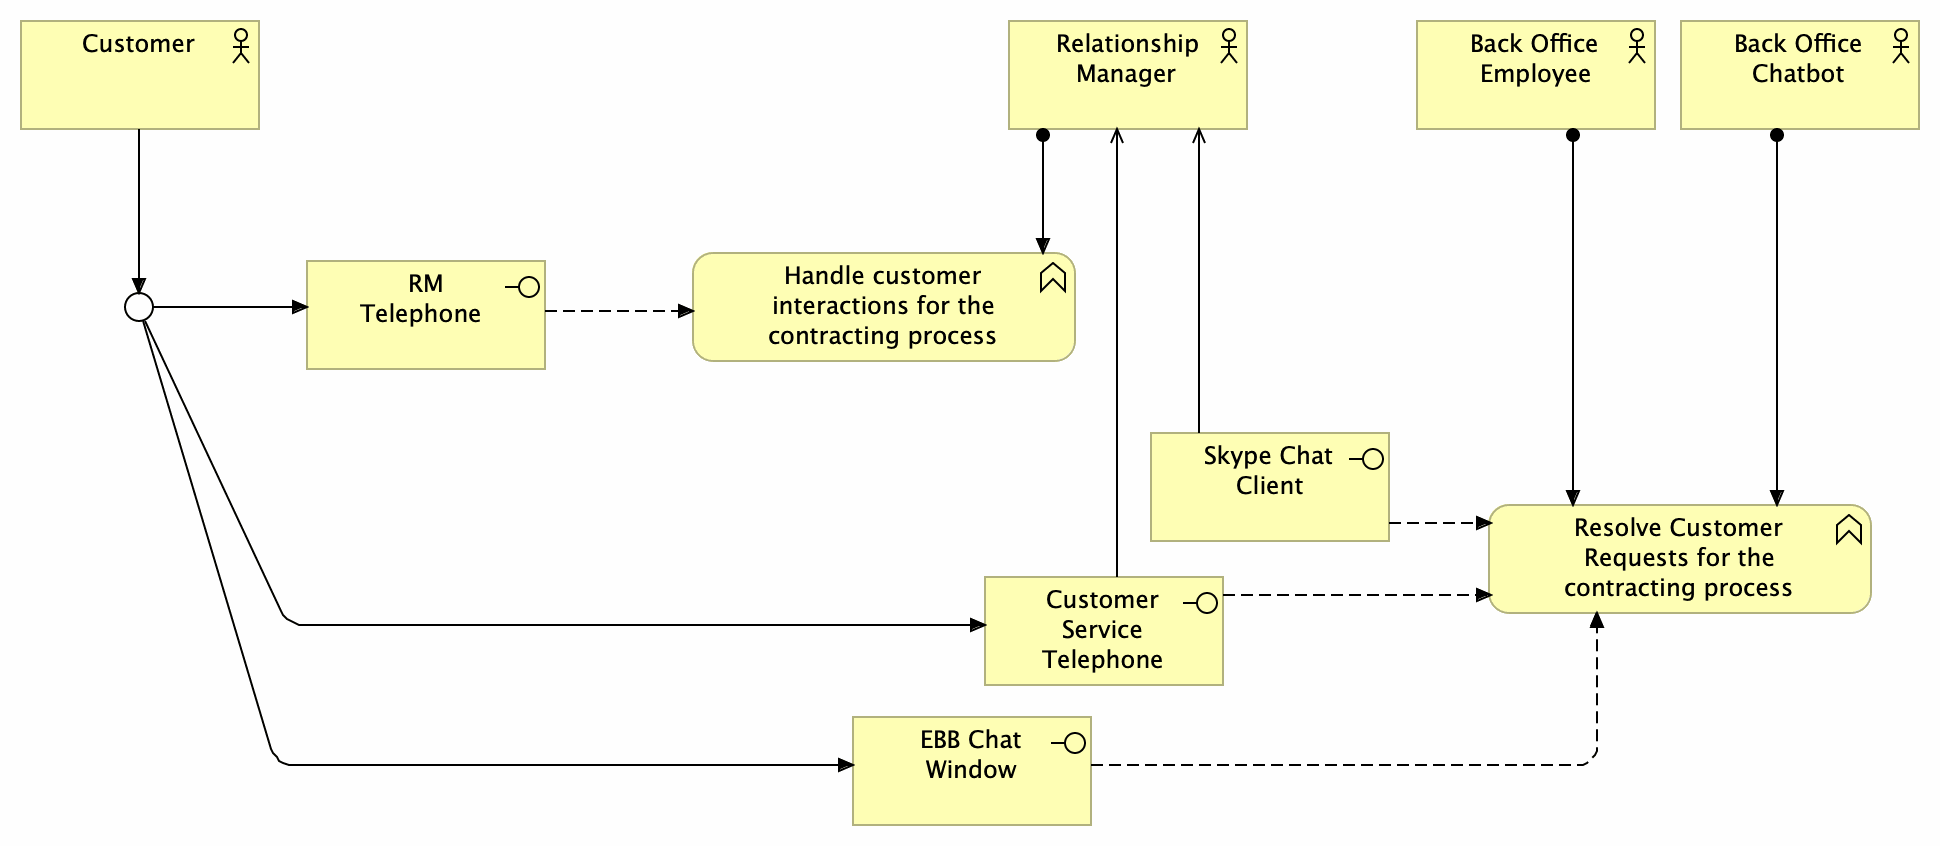 Customer
Relationship
Manager
Back Office
Employee
Back Office
Chatbot
RM
Telephone
Handle customer
interactions for the
contracting process
Skype Chat
Client
Resolve Customer
Requests for the
contracting process
Customer
Service
Telephone
EBB Chat
Window